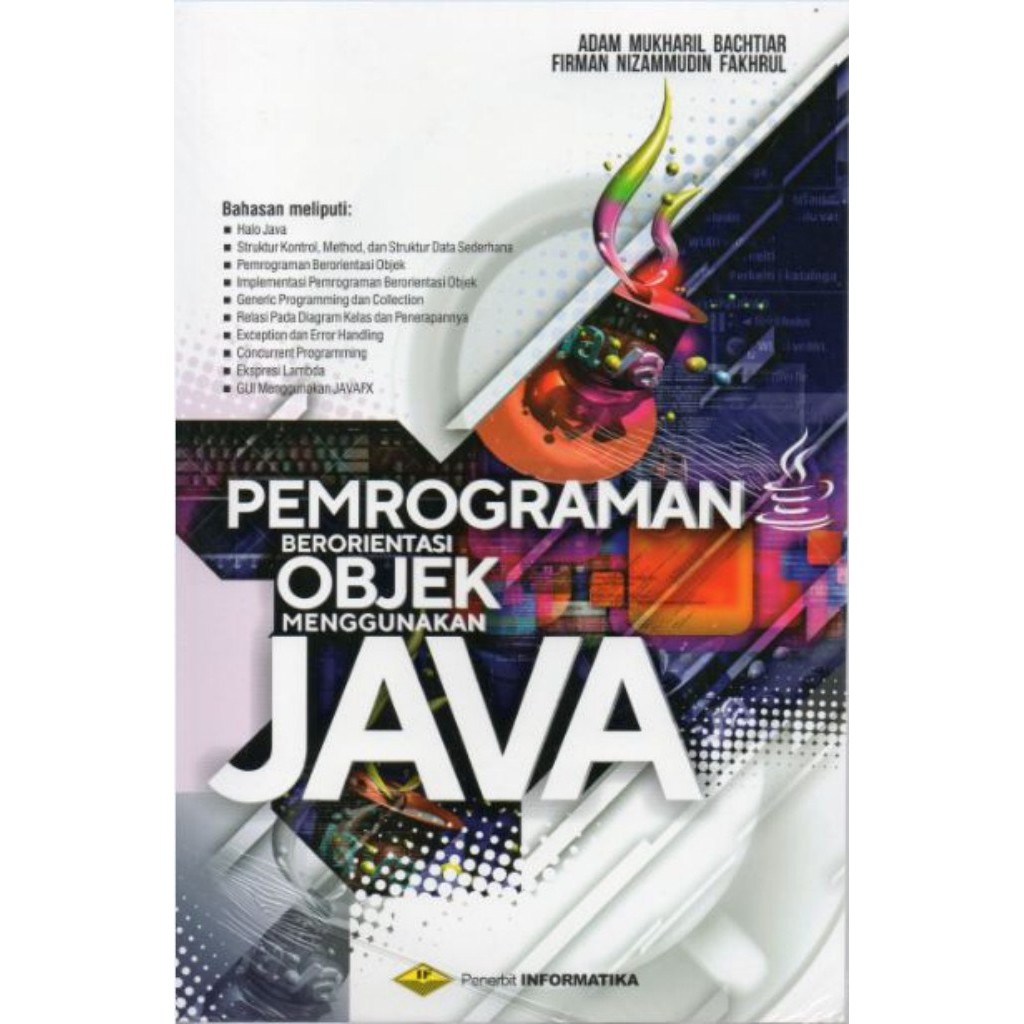 ADAM MUKHARIL BACHTIAR
FIRMAN NIZAMMUDIN FAKHRUL
Bahasan meliputi:
Halo Java
Struktur Kontrol, Method, dan Struktur Data Sederhana
Pemrograman Berorientasi Objek
Implementasi Pemrograman Berorientasi Objek
Generic Programming dan Collection
Relasi Pada Diagram Kelas dan Penerapannya
Exception dan Error Handling
Concurrent Programming
Ekspresi Lambda
GUI Menggunakan JAVAFX
PEMROGRAMAN
BERORIENTASI
OBJEK
MENGGUNAKAN
JAVA
IF Penerbit INFORMATIKA